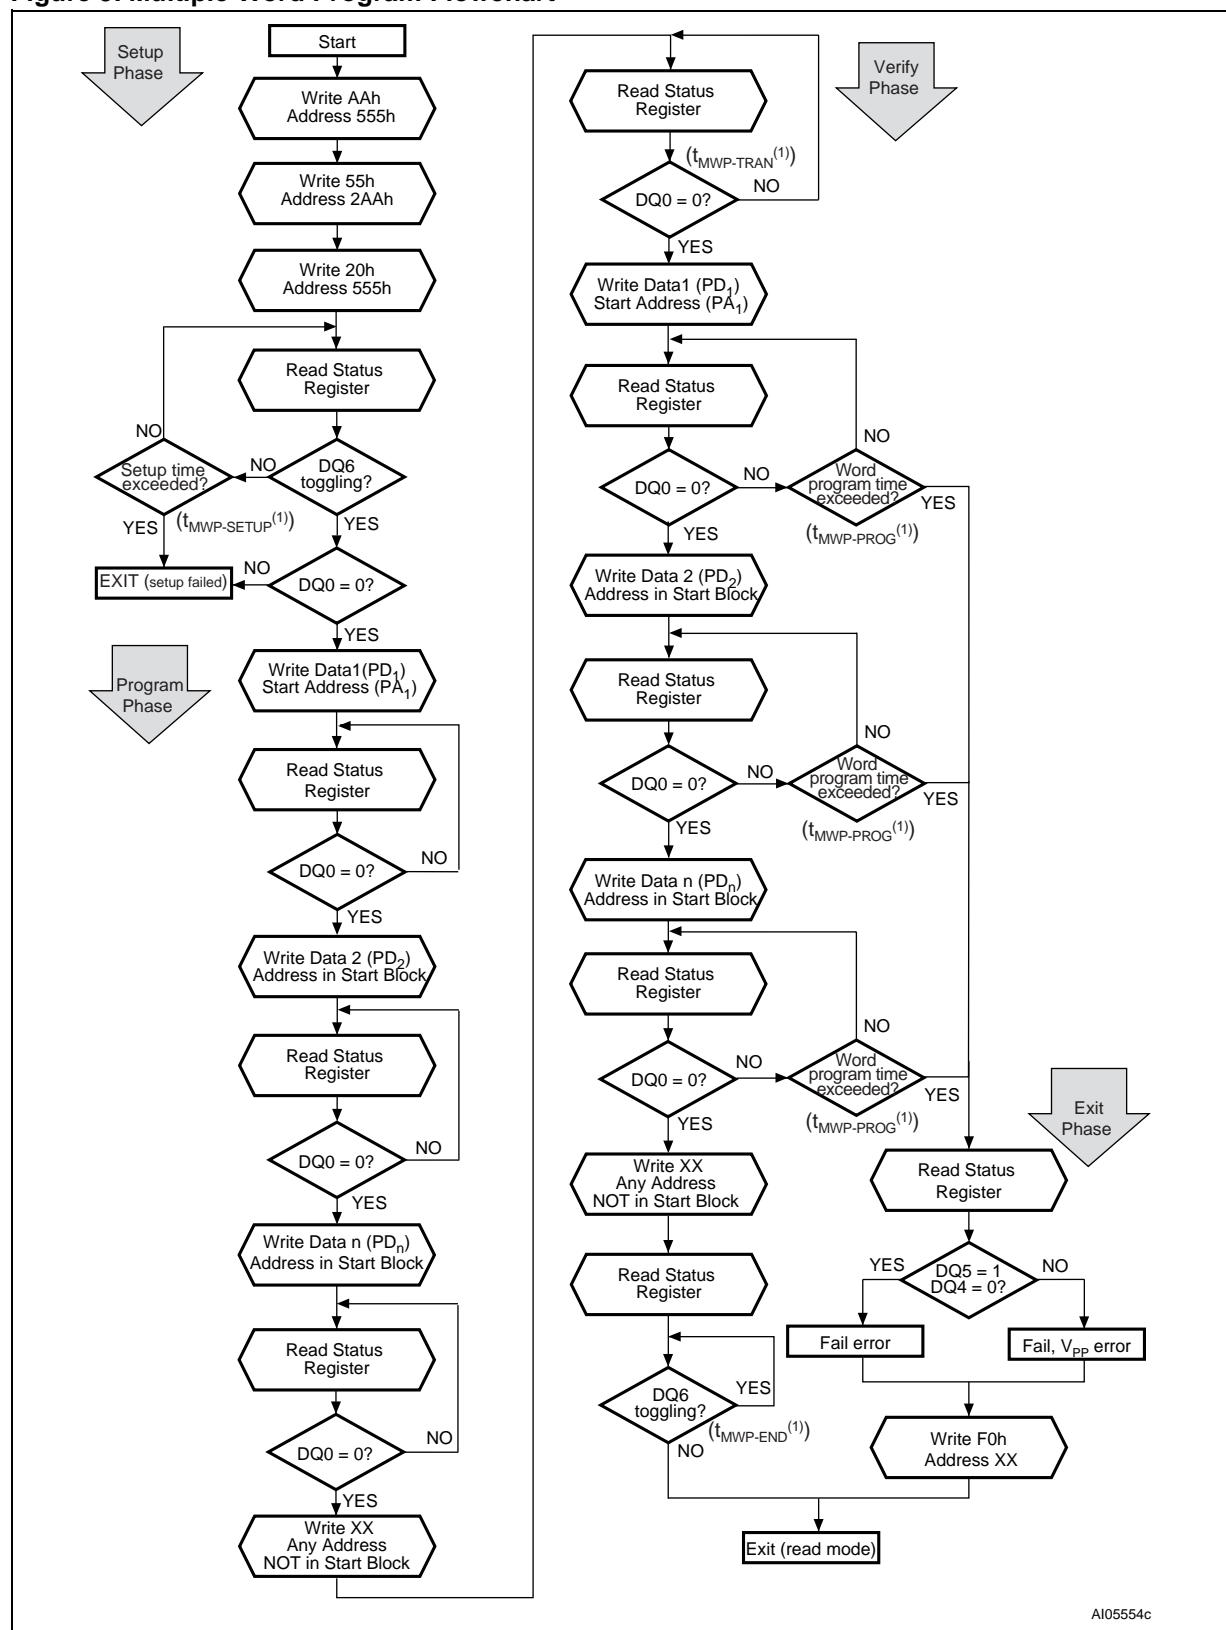 Setup
Phase
Start
Write AAh
Address 555h
Write 55h
Address 2AAh
Write 20h
Address 555h
Read Status
Register
NO
Setup time
exceeded?
NO
DQ6
toggling?
YES
(tMWP-SETUP(1))
YES
EXIT (setup failed)
NO
DQ0 = 0?
YES
Program
Phase
Write Data1(PD1)
Start Address (PA1)
Read Status
Register
DQ0 = 0?
NO
YES
Write Data 2 (PD2)
Address in Start Block
Read Status
Register
DQ0 = 0?
NO
YES
Write Data n (PDn)
Address in Start Block
Read Status
Register
DQ0 = 0?
NO
YES
Write XX
Any Address
NOT in Start Block
Verify
Phase
Read Status
Register
(tMWP-TRAN(1))
DQ0 = 0?
NO
YES
Write Data1 (PD1)
Start Address (PA1)
Read Status
Register
NO
DQ0 = 0?
NO
Word
program time
exceeded?
YES
(tMWP-PROG(1))
YES
Write Data 2 (PD2)
Address in Start Block
Read Status
Register
NO
DQ0 = 0?
NO
Word
program time
exceeded?
YES
(tMWP-PROG(1))
YES
Write Data n (PDn)
Address in Start Block
Read Status
Register
NO
DQ0 = 0?
NO
Word
program time
exceeded?
YES
(tMWP-PROG(1))
YES
Write XX
Any Address
NOT in Start Block
Read Status
Register
DQ6
toggling?
YES
(tMWP-END(1))
NO
Exit
Phase
Read Status
Register
YES
DQ5 = 1
DQ4 = 0?
NO
Fail error
Fail, VPP error
Write F0h
Address XX
Exit (read mode)
AI05554c